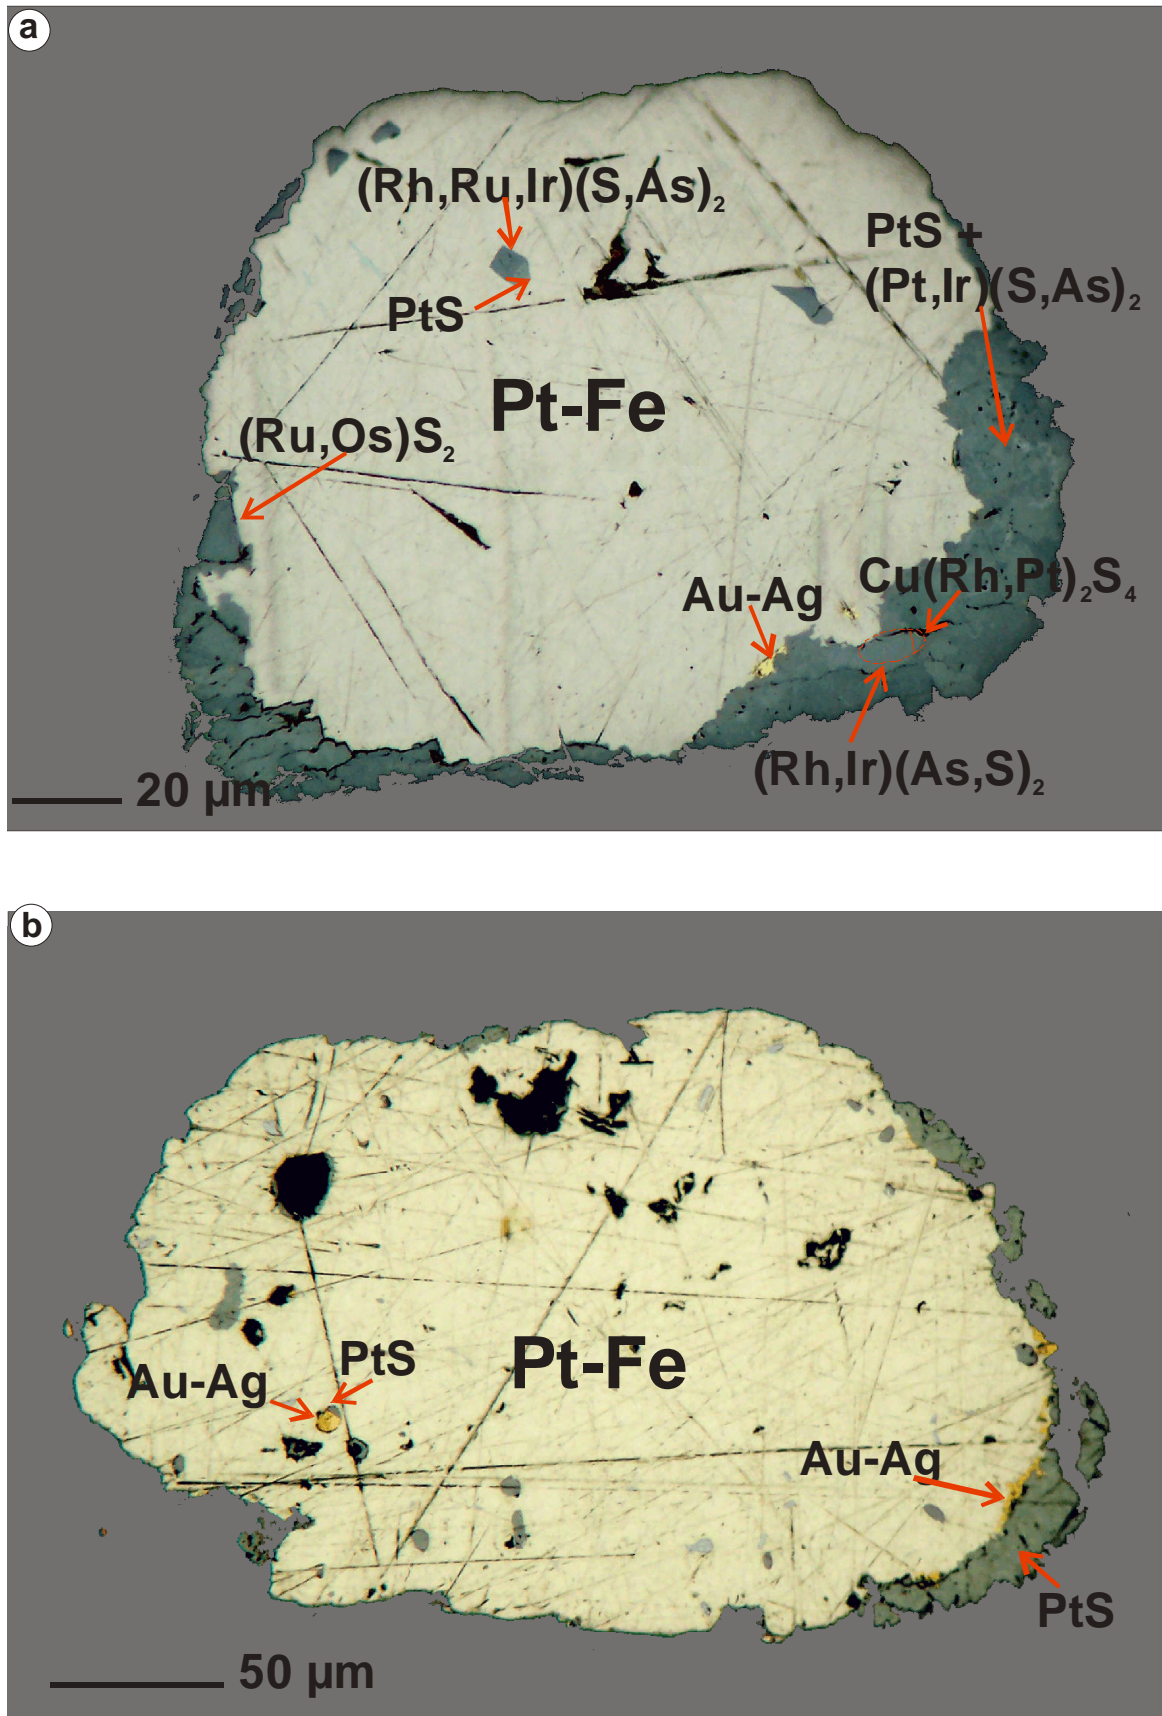 a
(Rh,Ru,Ir)(S,As)₂
PtS +
(Pt,Ir)(S,As)₂
PtS
Pt-Fe
(Ru,Os)S₂
Au-Ag
Cu(Rh,Pt)₂S₄
(Rh,Ir)(As,S)₂
20 µm
b
Pt-Fe
PtS
Au-Ag
Au-Ag
PtS
50 µm